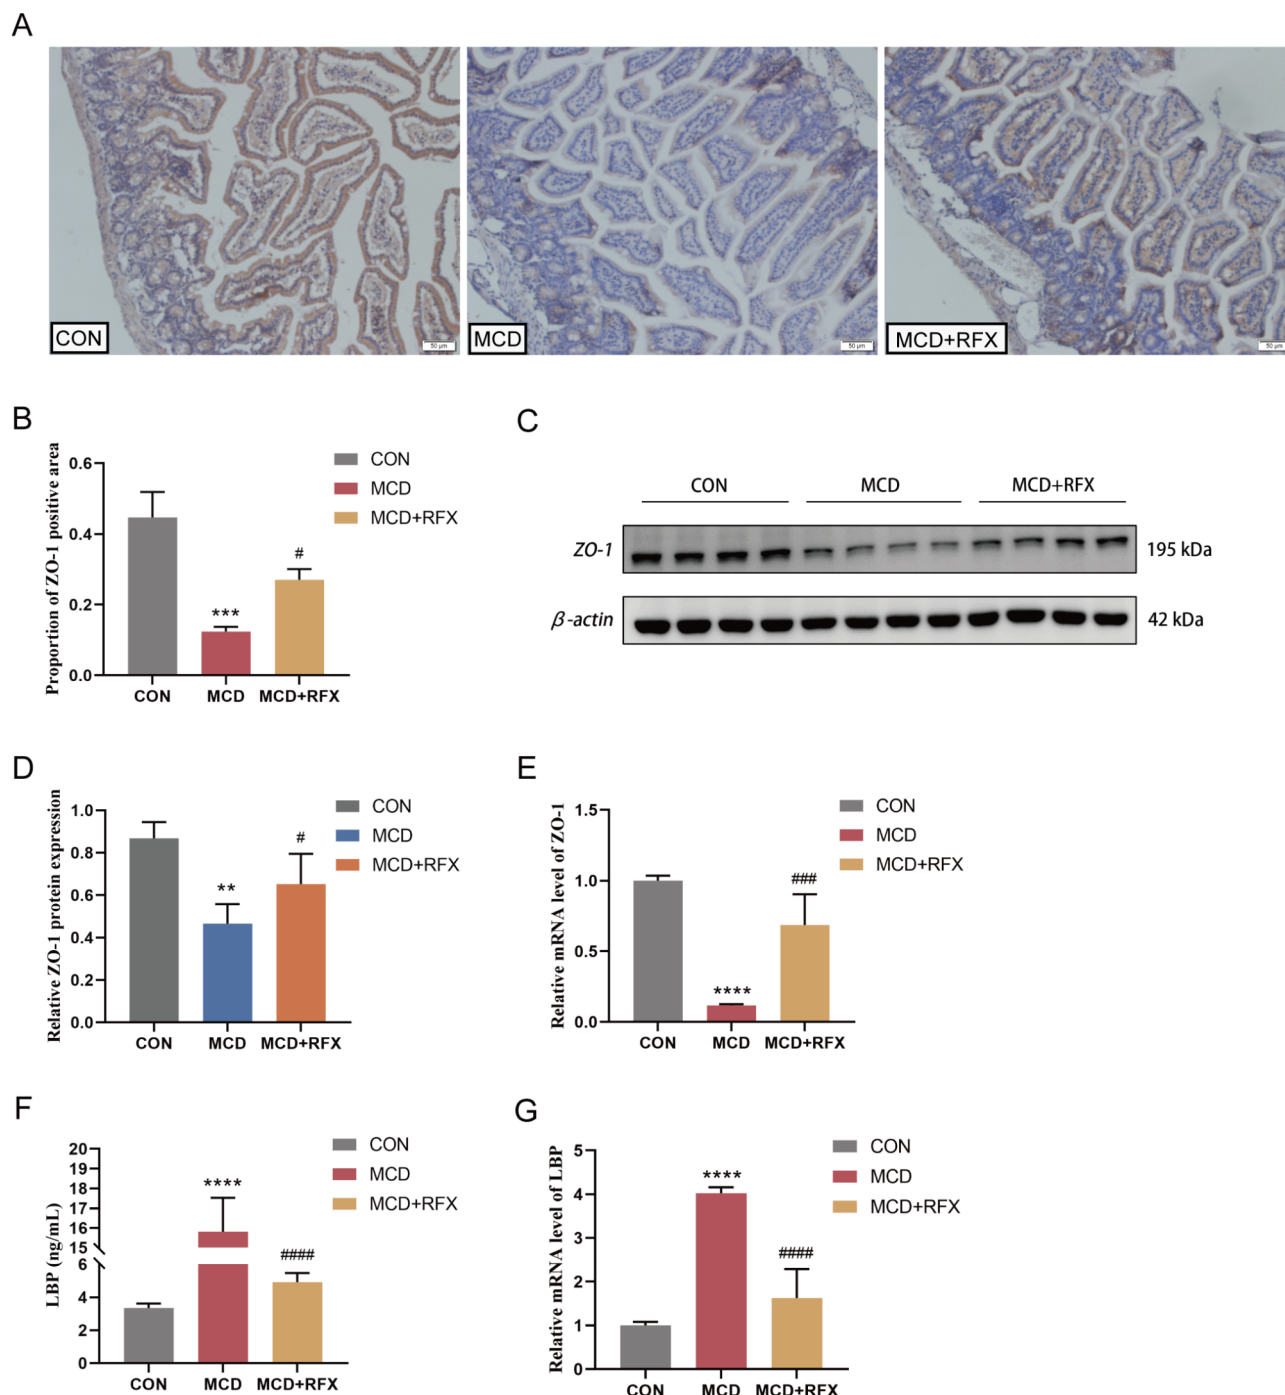 A
CON
50 μm
MCD
50 μm
MCD+RFX
50 μm
B
Proportion of ZO-1 positive area
0.6
0.4
0.2
0.0
***
#
CON
MCD
MCD+RFX
CON
MCD
MCD+RFX
C
CON
MCD
MCD+RFX
ZO-1
195 kDa
β-actin
42 kDa
D
Relative ZO-1 protein expression
1.0
0.8
0.6
0.4
0.2
0.0
**
#
CON
MCD
MCD+RFX
CON
MCD
MCD+RFX
E
Relative mRNA level of ZO-1
1.5
1.0
0.5
0.0
****
###
CON
MCD
MCD+RFX
CON
MCD
MCD+RFX
F
LBP (ng/mL)
20
19
18
17
16
15
6
4
2
0
****
####
CON
MCD
MCD+RFX
CON
MCD
MCD+RFX
G
Relative mRNA level of LBP
5
4
3
2
1
0
****
####
CON
MCD
MCD+RFX
CON
MCD
MCD+RFX